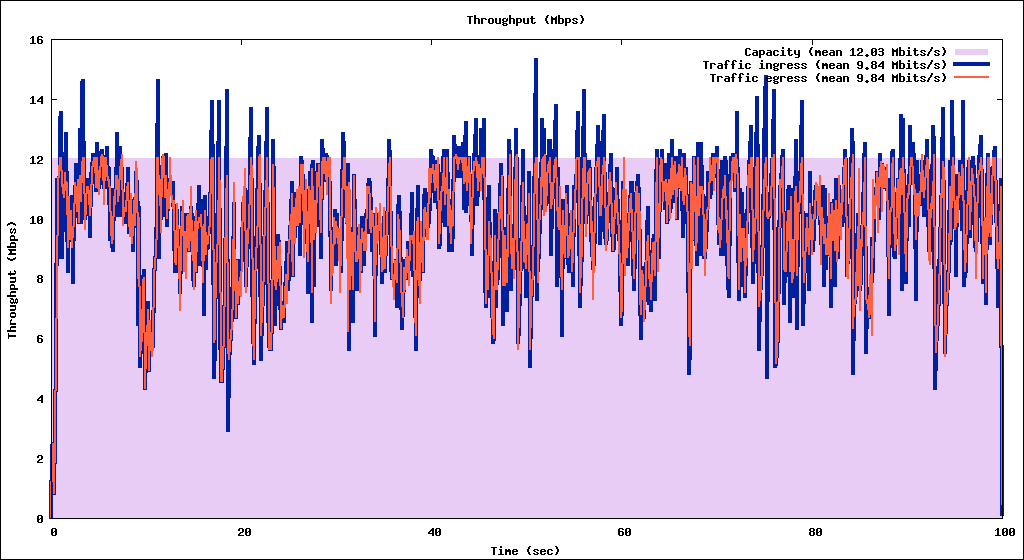 Throughput (Mbps)
Capacity (mean 12.03 Mbits/s)
Traffic ingress (mean 9.84 Mbits/s)
Traffic egress (mean 9.84 Mbits/s)
16
14
12
10
8
6
4
2
0
Throughput (Mbps)
0 20 40 60 80 100
Time (sec)